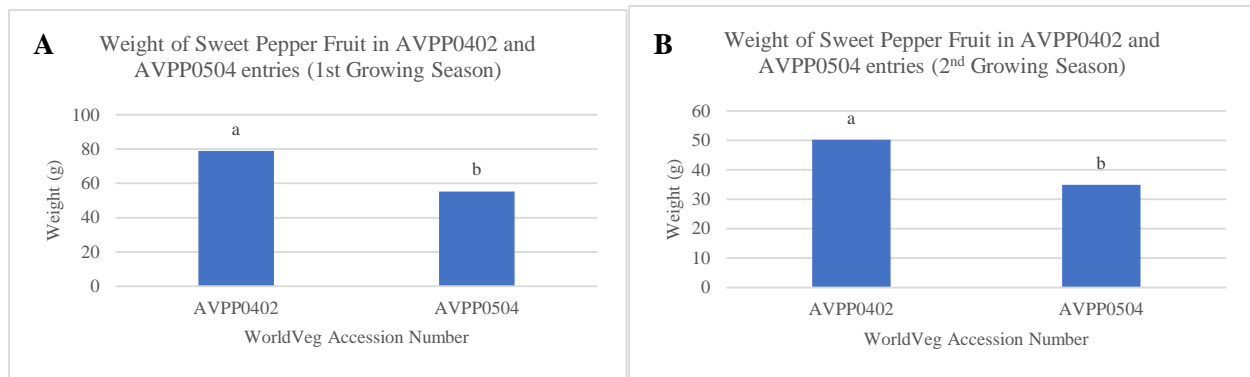 A
Weight of Sweet Pepper Fruit in AVPP0402 and
AVPP0504 entries (1st Growing Season)
100
80
60
40
20
0
Weight (g)
a
b
AVPP0402
AVPP0504
WorldVeg Accession Number
B
Weight of Sweet Pepper Fruit in AVPP0402 and
AVPP0504 entries (2nd Growing Season)
60
50
40
30
20
10
0
Weight (g)
a
b
AVPP0402
AVPP0504
WorldVeg Accession Number